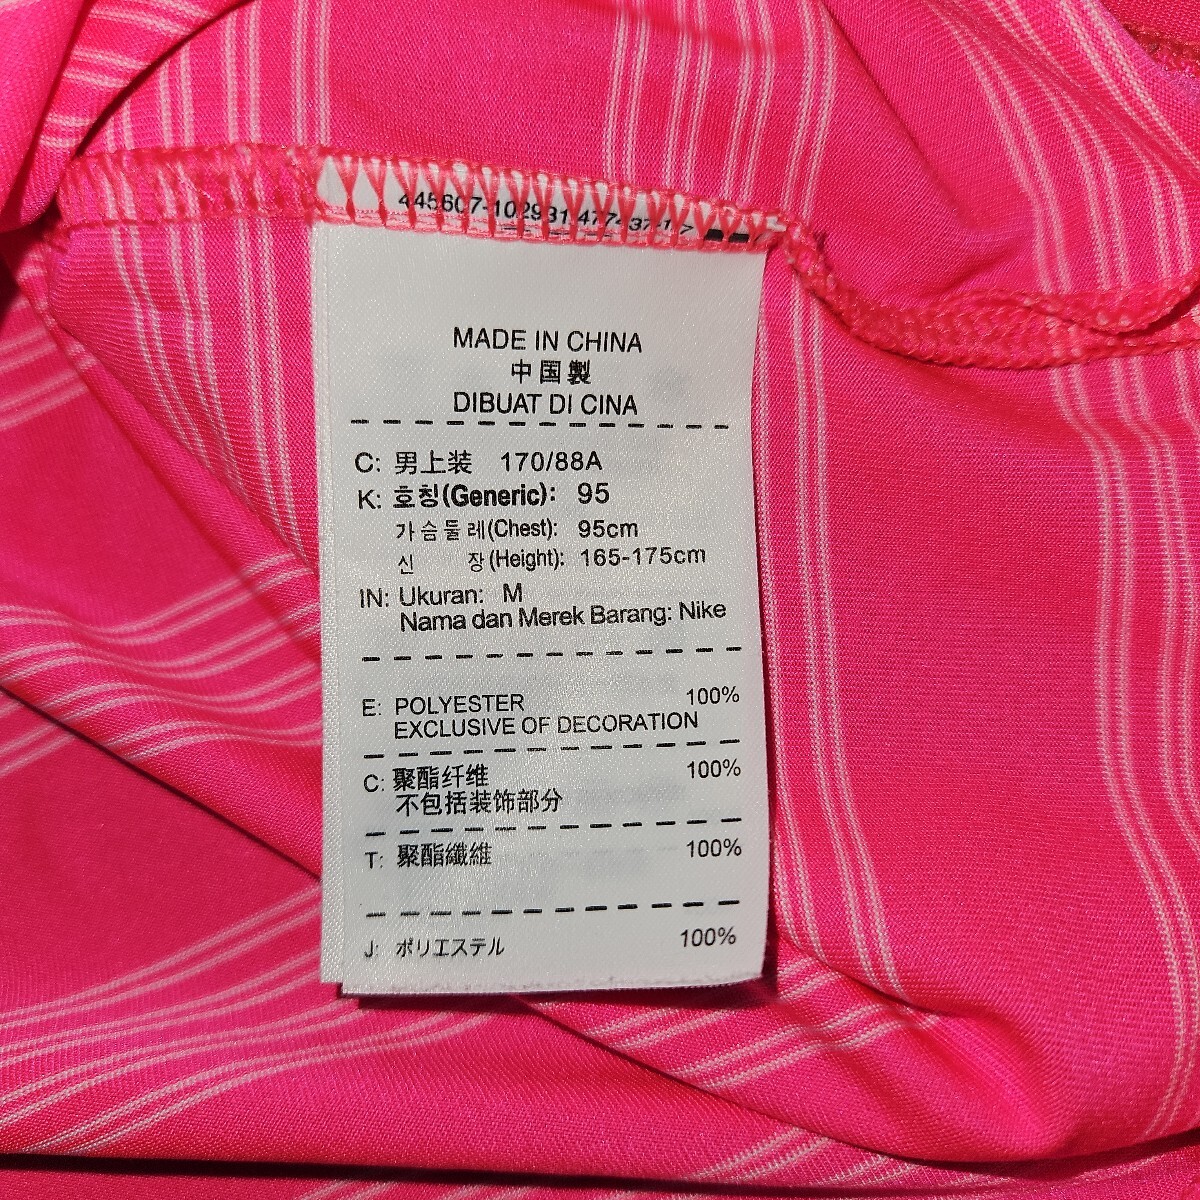 MADE IN CHINA
中国製
DIBUAT DI CINA
C: 男上装 170/88A
K: 호칭(Generic): 95
가슴둘레(Chest): 95cm
신 장(Height): 165-175cm
IN: Ukuran: M
Nama dan Merek Barang: Nike
E: POLYESTER 100%
EXCLUSIVE OF DECORATION
C: 聚酯纤维 100%
不包括装饰部分
T: 聚酯纖維 100%
J: ポリエステル 100%